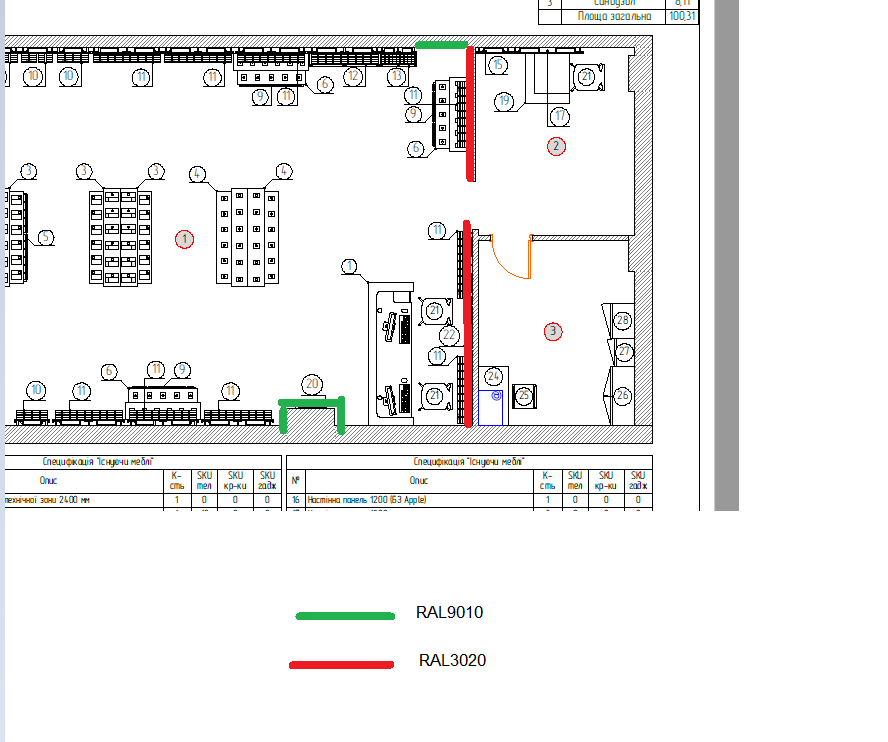 3 Санвузол 8,11
Площа загальна 100,31
10 10 11 11 9 11 6 12 13 11 9 6 15 19 17 21
2
3 3 3 4 4
5 1 11
1
21 22 11 21
3
28 27 26
24 25
10 11 6 11 9 11 20
Специфікація "Існуючи меблі"
Опис К-сть SKU тел SKU кр-ки SKU гадж
технічної зони 2400 мм 1 0 0 0
Специфікація "Існуючи меблі"
№ Опис К-сть SKU тел SKU кр-ки SKU гадж
16 Настінна панель 1200 (G3 Apple) 1 0 0 0
RAL9010
RAL3020